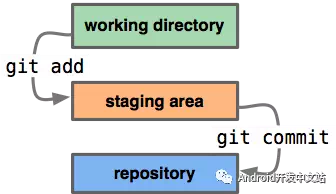 working directory
git add
staging area
git commit
Android开发中文站
repository